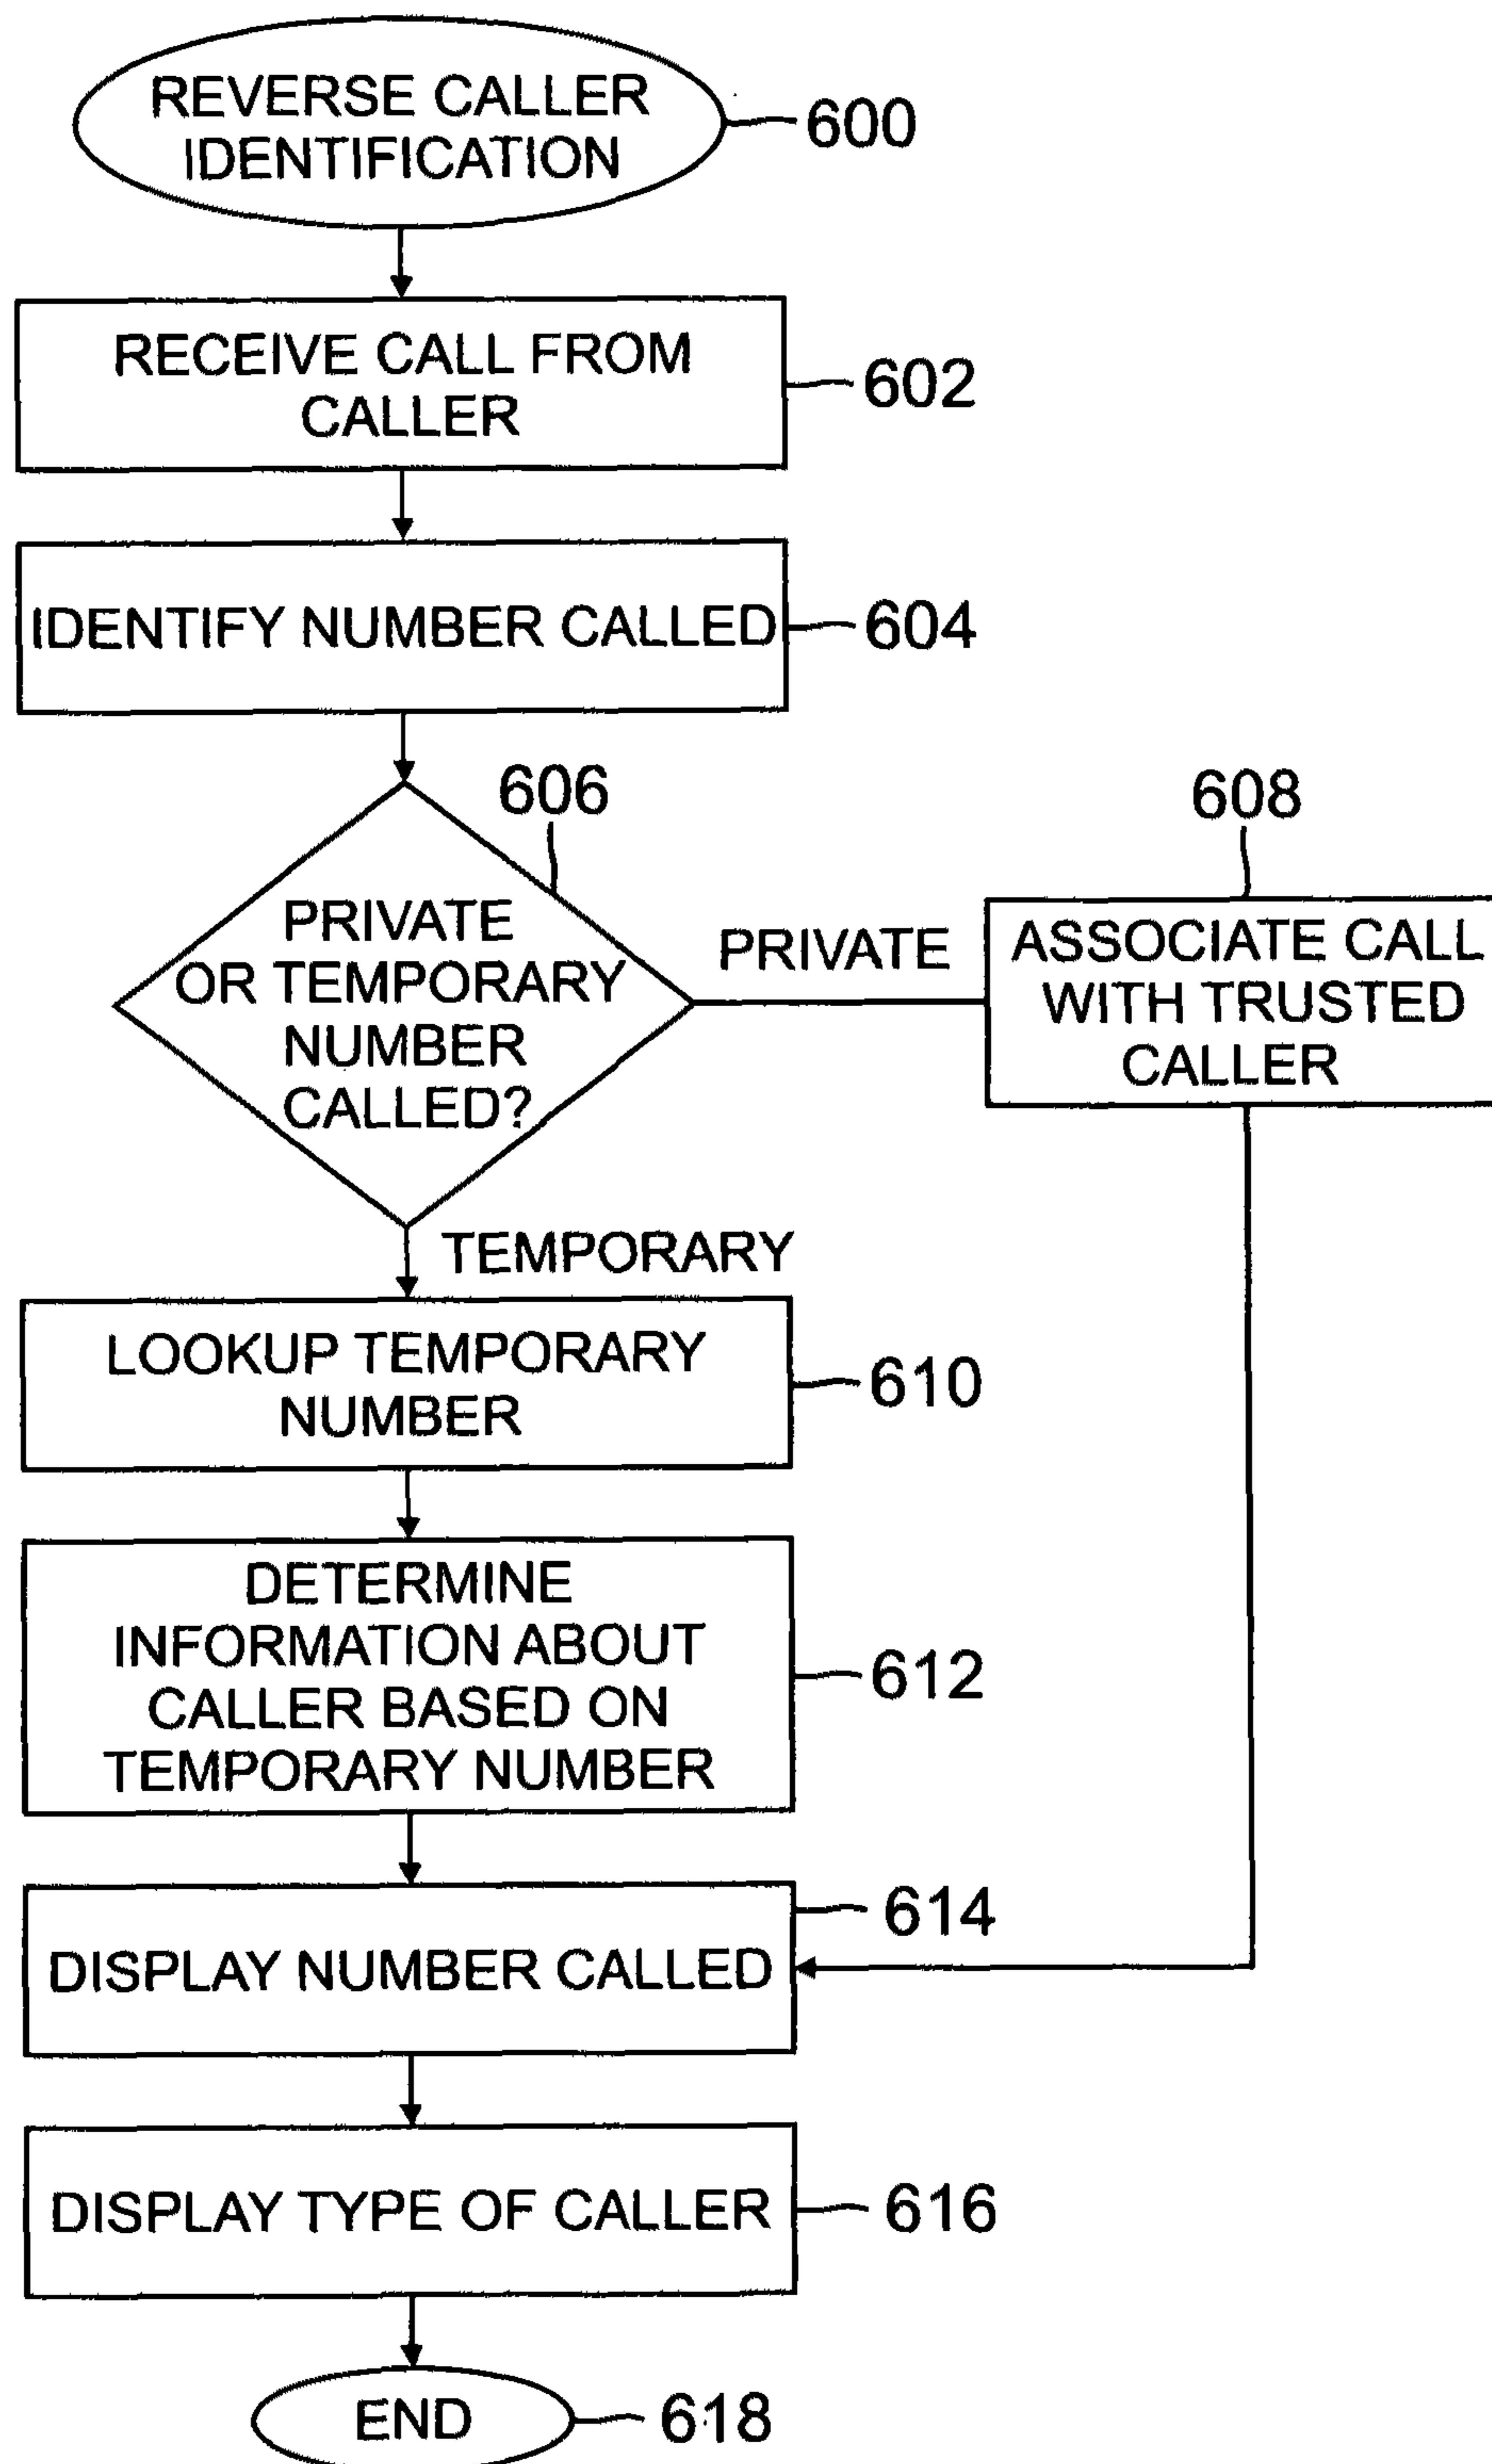 REVERSE CALLER
IDENTIFICATION
600
RECEIVE CALL FROM
CALLER
602
IDENTIFY NUMBER CALLED
604
606
PRIVATE
OR TEMPORARY
NUMBER
CALLED?
PRIVATE
608
ASSOCIATE CALL
WITH TRUSTED
CALLER
TEMPORARY
LOOKUP TEMPORARY
NUMBER
610
DETERMINE
INFORMATION ABOUT
CALLER BASED ON
TEMPORARY NUMBER
612
DISPLAY NUMBER CALLED
614
DISPLAY TYPE OF CALLER
616
END
618